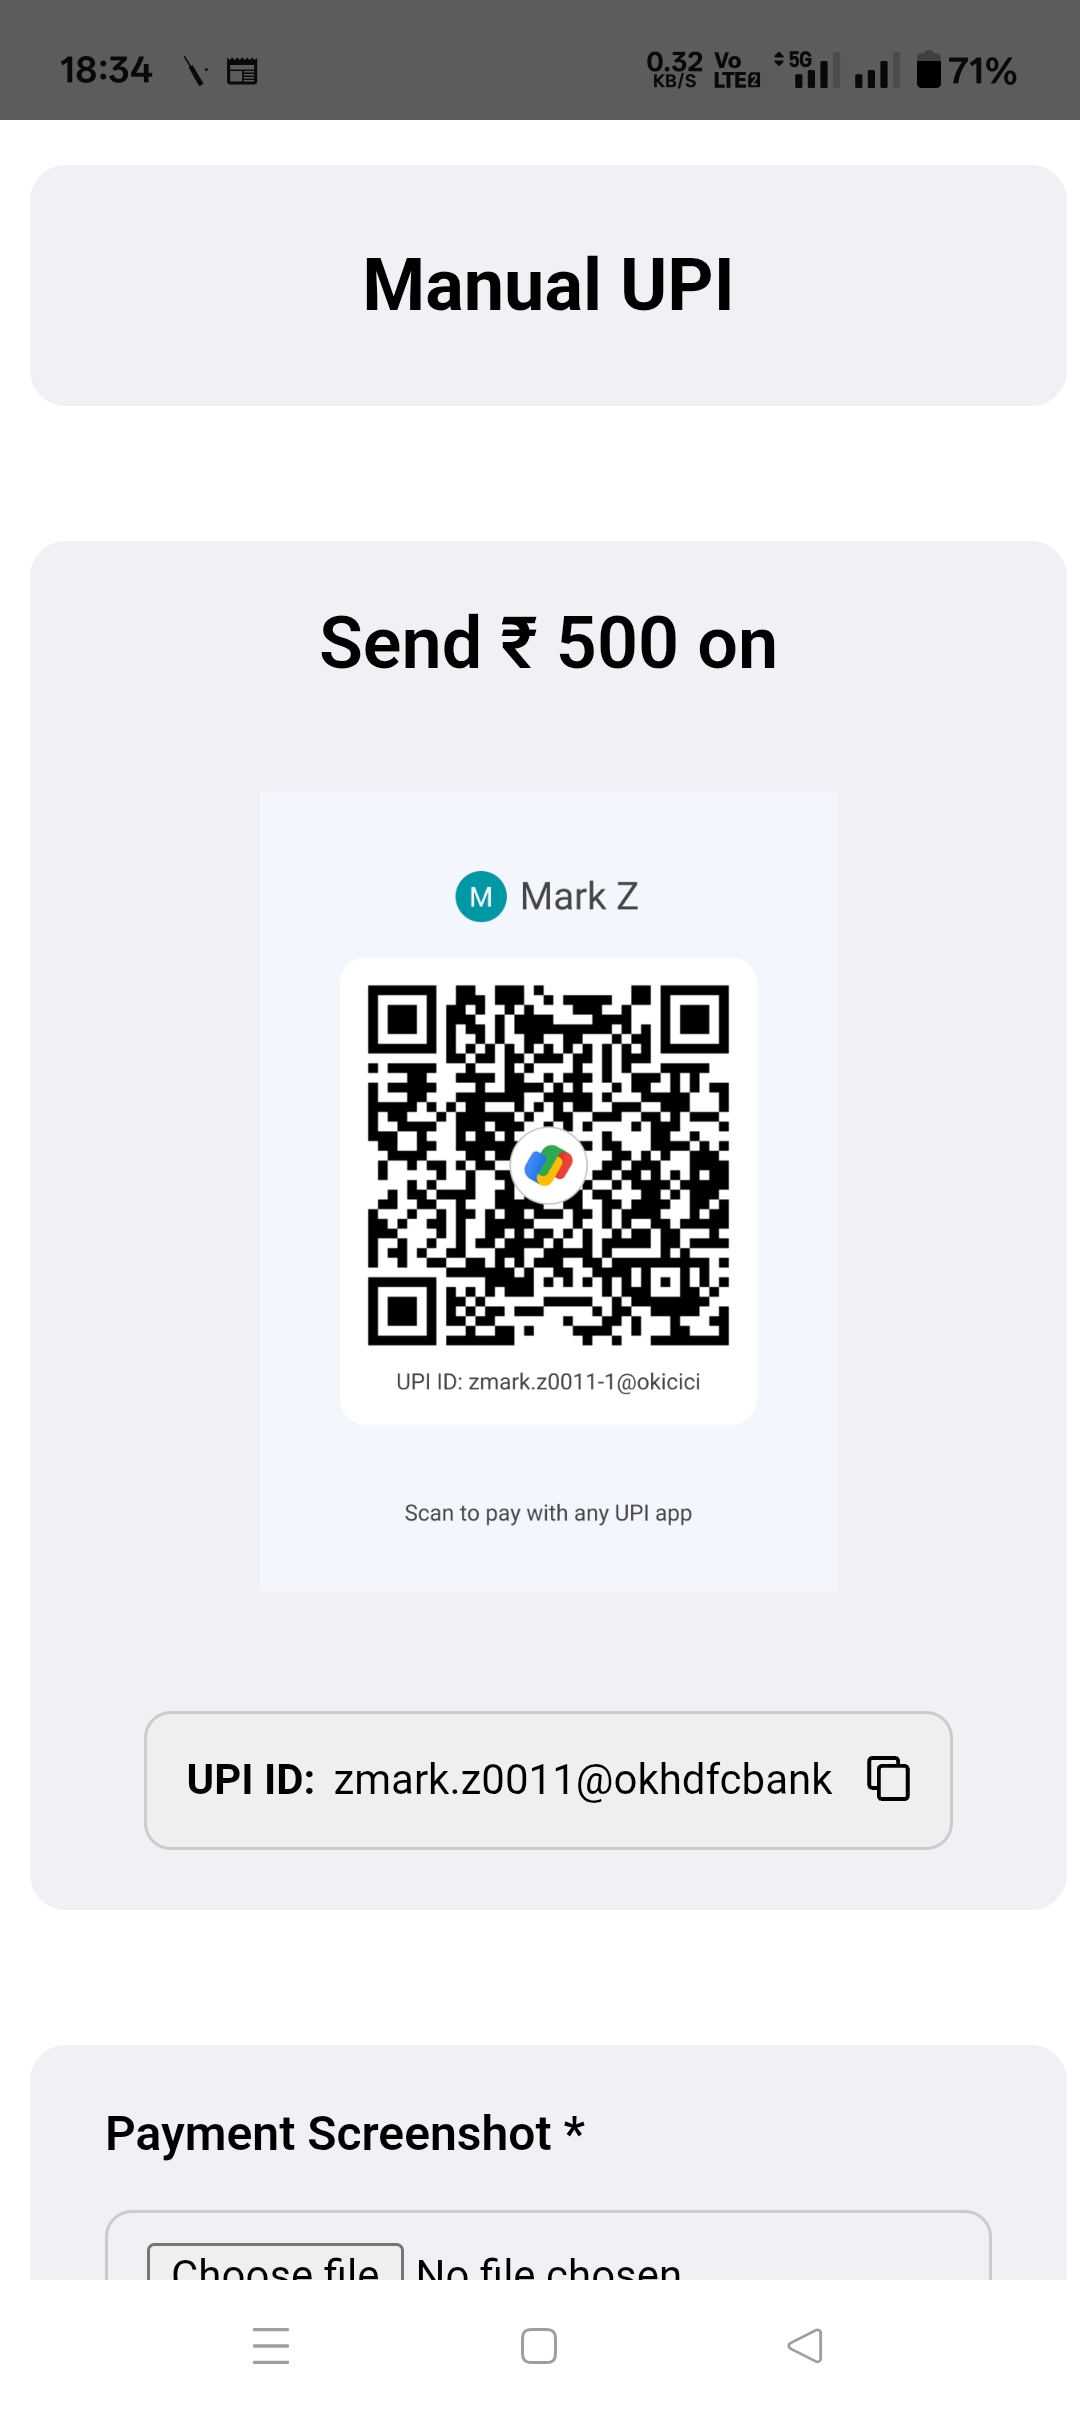 18:34
0.32 KB/S Vo LTE2 5G 71%
Manual UPI
Send ₹ 500 on
M Mark Z
UPI ID: zmark.z0011-1@okicici
Scan to pay with any UPI app
UPI ID: zmark.z0011@okhdfcbank
Payment Screenshot *
Choose file No file chosen